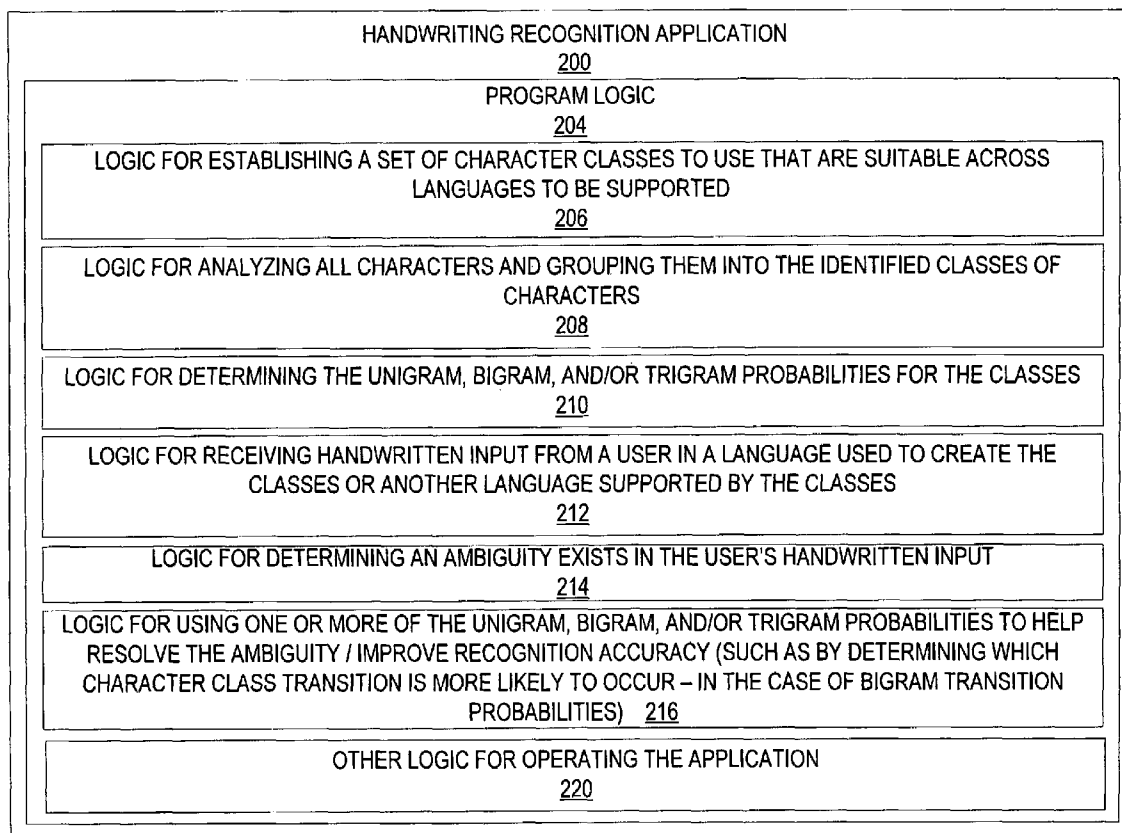 HANDWRITING RECOGNITION APPLICATION
200
PROGRAM LOGIC
204
LOGIC FOR ESTABLISHING A SET OF CHARACTER CLASSES TO USE THAT ARE SUITABLE ACROSS
LANGUAGES TO BE SUPPORTED
206
LOGIC FOR ANALYZING ALL CHARACTERS AND GROUPING THEM INTO THE IDENTIFIED CLASSES OF
CHARACTERS
208
LOGIC FOR DETERMINING THE UNIGRAM, BIGRAM, AND/OR TRIGRAM PROBABILITIES FOR THE CLASSES
210
LOGIC FOR RECEIVING HANDWRITTEN INPUT FROM A USER IN A LANGUAGE USED TO CREATE THE
CLASSES OR ANOTHER LANGUAGE SUPPORTED BY THE CLASSES
212
LOGIC FOR DETERMINING AN AMBIGUITY EXISTS IN THE USER'S HANDWRITTEN INPUT
214
LOGIC FOR USING ONE OR MORE OF THE UNIGRAM, BIGRAM, AND/OR TRIGRAM PROBABILITIES TO HELP
RESOLVE THE AMBIGUITY / IMPROVE RECOGNITION ACCURACY (SUCH AS BY DETERMINING WHICH
CHARACTER CLASS TRANSITION IS MORE LIKELY TO OCCUR – IN THE CASE OF BIGRAM TRANSITION
PROBABILITIES) 216
OTHER LOGIC FOR OPERATING THE APPLICATION
220